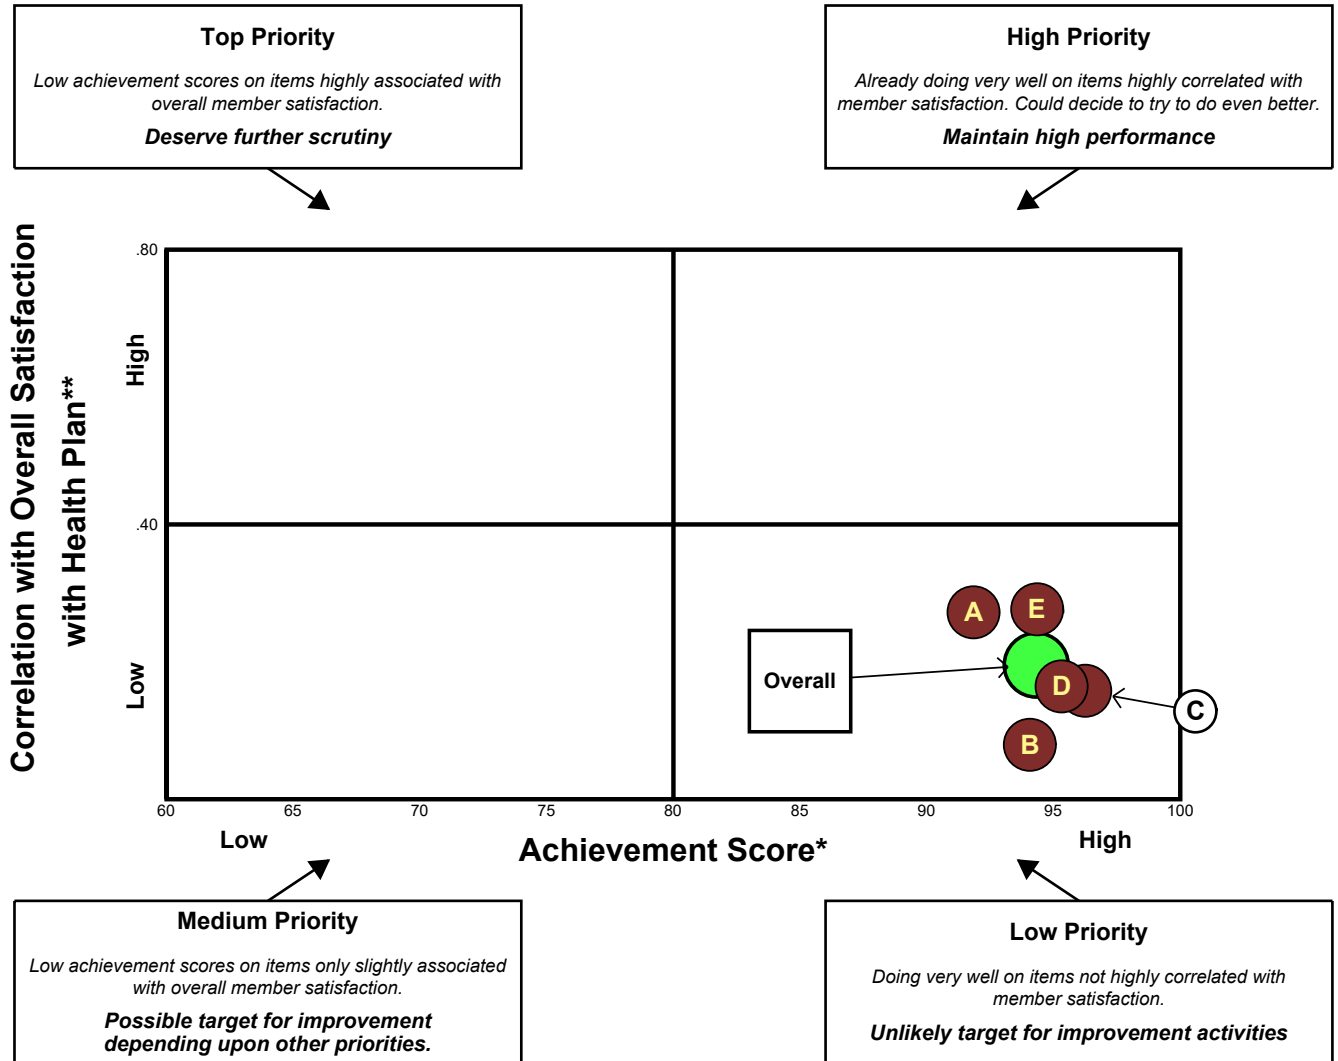 Top Priority
Low achievement scores on items highly associated with
overall member satisfaction.
Deserve further scrutiny
High Priority
Already doing very well on items highly correlated with
member satisfaction. Could decide to try to do even better.
Maintain high performance
Correlation with Overall Satisfaction
with Health Plan**
.80
High
.40
Low
A
E
Overall
D
C
B
60
65
70
75
80
85
90
95
100
Low
Achievement Score*
High
Medium Priority
Low achievement scores on items only slightly associated
with overall member satisfaction.
Possible target for improvement
depending upon other priorities.
Low Priority
Doing very well on items not highly correlated with
member satisfaction.
Unlikely target for improvement activities